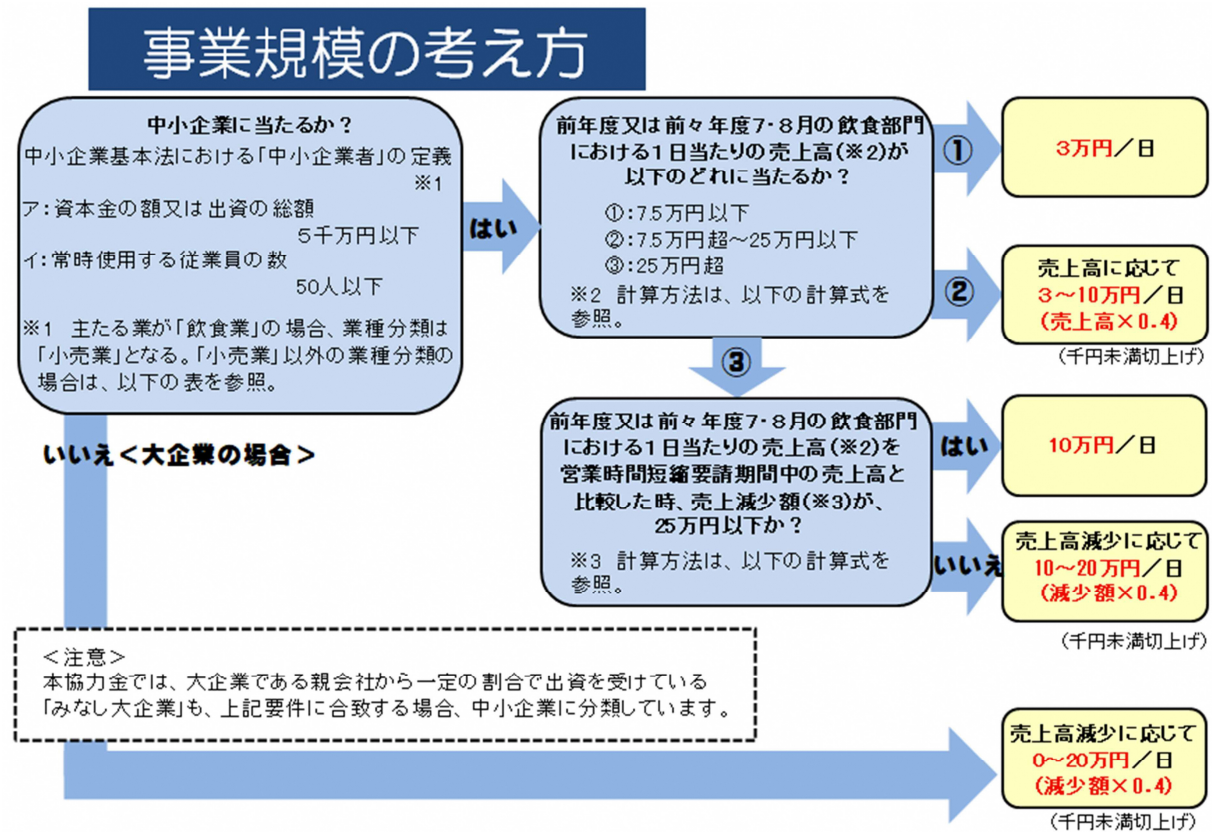 事業規模の考え方
中小企業に当たるか？
中小企業基本法における「中小企業者」の定義
※1
ア：資本金の額又は出資の総額
5千万円以下
イ：常時使用する従業員の数
50人以下
※1　主たる業が「飲食業」の場合、業種分類は
「小売業」となる。「小売業」以外の業種分類の
場合は、以下の表を参照。
はい
いいえ＜大企業の場合＞
前年度又は前々年度7・8月の飲食部門
における1日当たりの売上高(※2)が
以下のどれに当たるか？
①：7.5万円以下
②：7.5万円超～25万円以下
③：25万円超
※2　計算方法は、以下の計算式を
参照。
①
3万円／日
②
売上高に応じて
3～10万円／日
(売上高×0.4)
(千円未満切上げ)
③
前年度又は前々年度7・8月の飲食部門
における1日当たりの売上高(※2)を
営業時間短縮要請期間中の売上高と
比較した時、売上減少額(※3)が、
25万円以下か？
※3　計算方法は、以下の計算式を
参照。
はい
10万円／日
いいえ
売上高減少に応じて
10～20万円／日
(減少額×0.4)
(千円未満切上げ)
＜注意＞
本協力金では、大企業である親会社から一定の割合で出資を受けている
「みなし大企業」も、上記要件に合致する場合、中小企業に分類しています。
売上高減少に応じて
0～20万円／日
(減少額×0.4)
(千円未満切上げ)